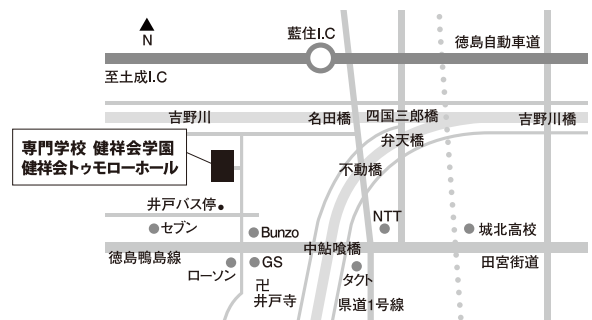 N
藍住I.C
徳島自動車道
至土成I.C
吉野川
名田橋
四国三郎橋
吉野川橋
弁天橋
専門学校 健祥会学園
健祥会トゥモローホール
不動橋
井戸バス停
NTT
セブン
Bunzo
城北高校
中鮎喰橋
徳島鴨島線
GS
田宮街道
ローソン
タクト
卍
井戸寺
県道1号線